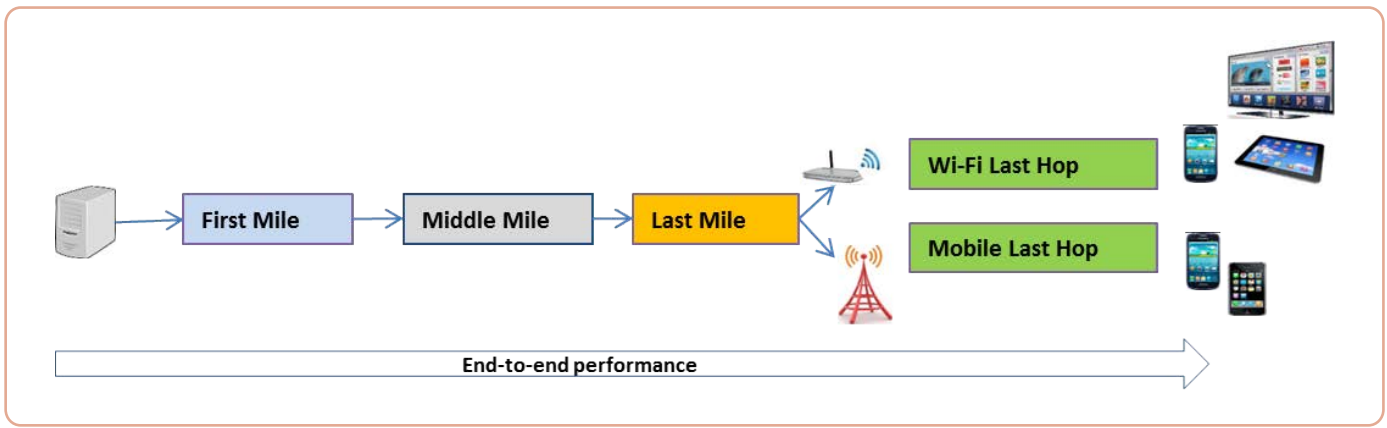 First Mile
Middle Mile
Last Mile
Wi-Fi Last Hop
Mobile Last Hop
End-to-end performance